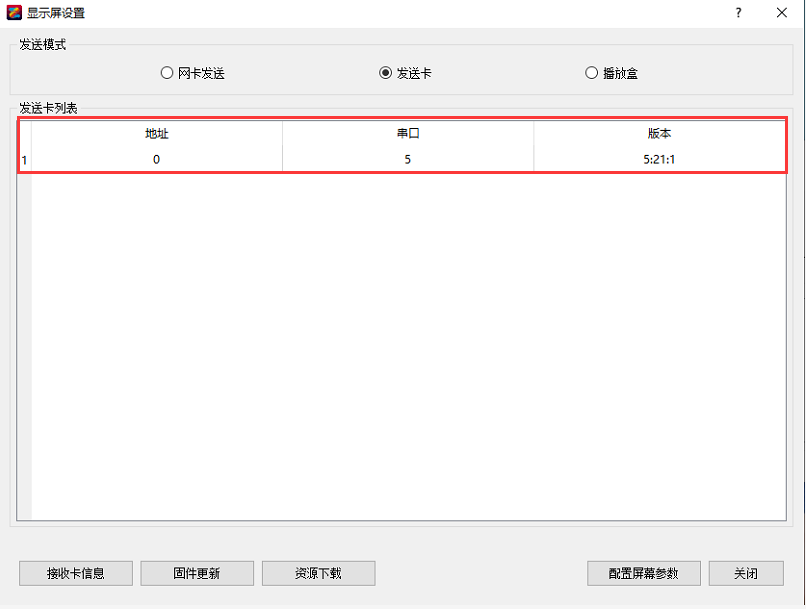 显示屏设置
?
发送模式
网卡发送 发送卡 播放盒
发送卡列表
地址 串口 版本
1 0 5 5:21:1
接收卡信息 固件更新 资源下载 配置屏幕参数 关闭